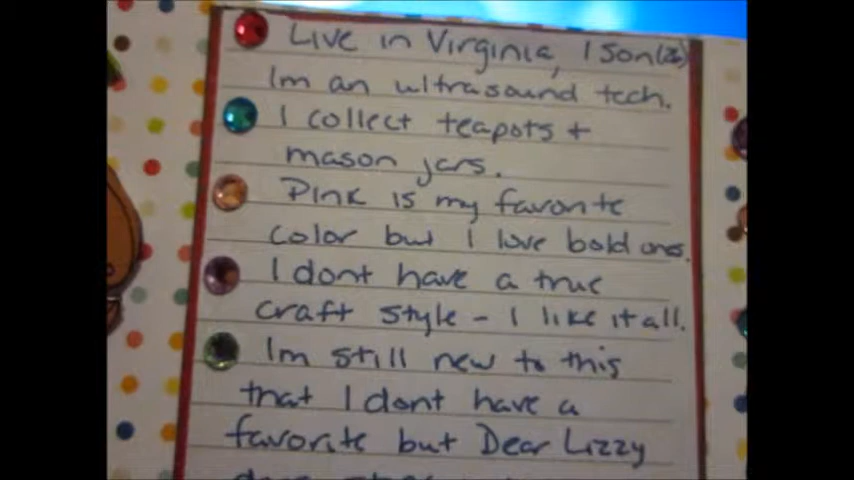 Live in Virginia, 1 son
Im an ultrasound tech.
I collect teapots +
mason jars.
Pink is my favorite
color but I love bold ones.
I dont have a true
craft style - I like it all.
Im still new to this
that I dont have a
favorite but Dear Lizzy